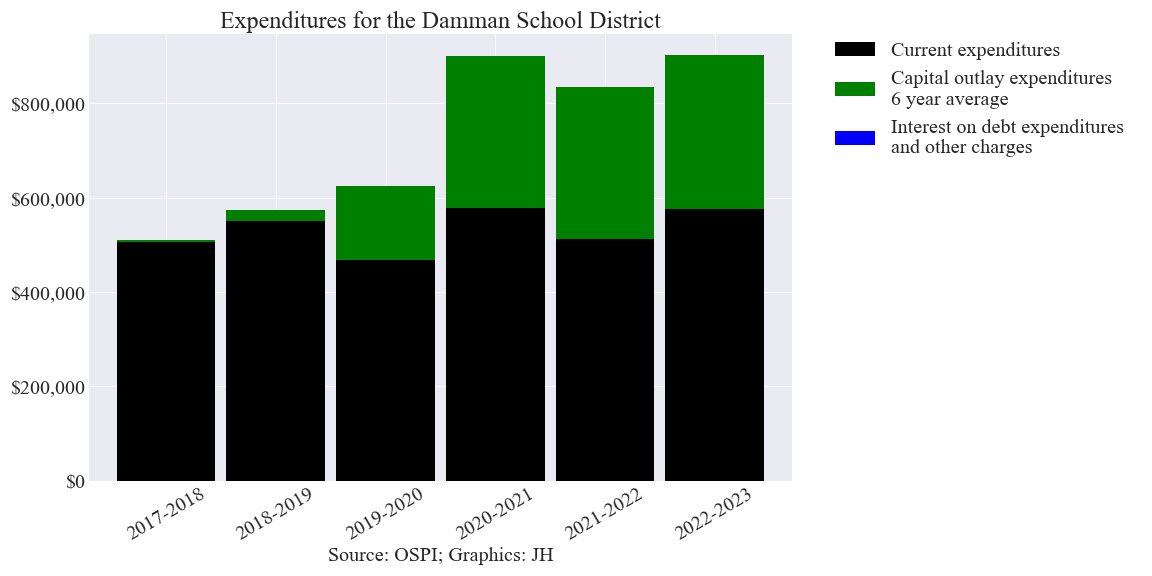 Expenditures for the Damman School District
Current expenditures
Capital outlay expenditures
6 year average
Interest on debt expenditures
and other charges
$800,000
$600,000
$400,000
$200,000
$0
2017-2018
2018-2019
2019-2020
2020-2021
2021-2022
2022-2023
Source: OSPI; Graphics: JH